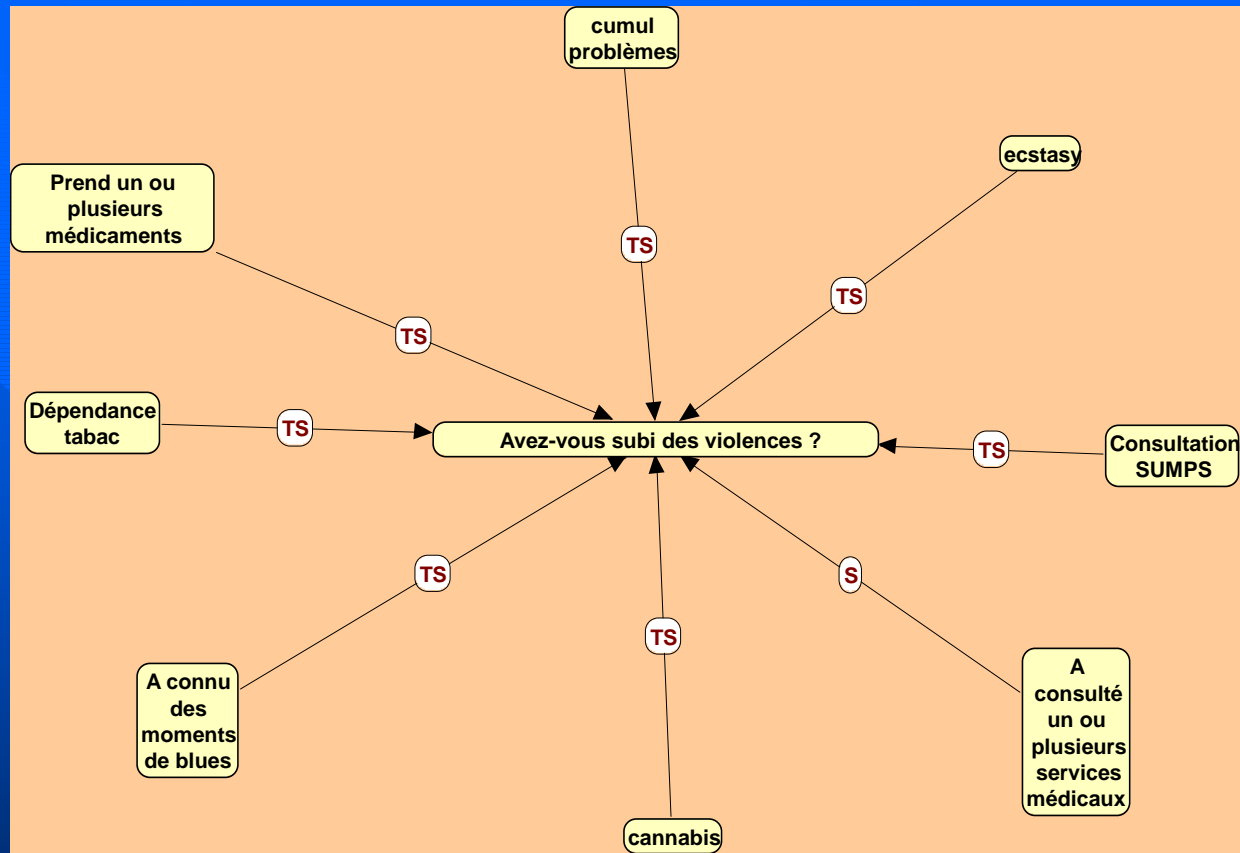 cumul
problèmes
ecstasy
Prend un ou
plusieurs
médicaments
TS
TS
TS
Dépendance
tabac
TS
Avez-vous subi des violences ?
TS
Consultation
SUMPS
TS
S
TS
A connu
des
moments
de blues
A
consulté
un ou
plusieurs
services
médicaux
cannabis